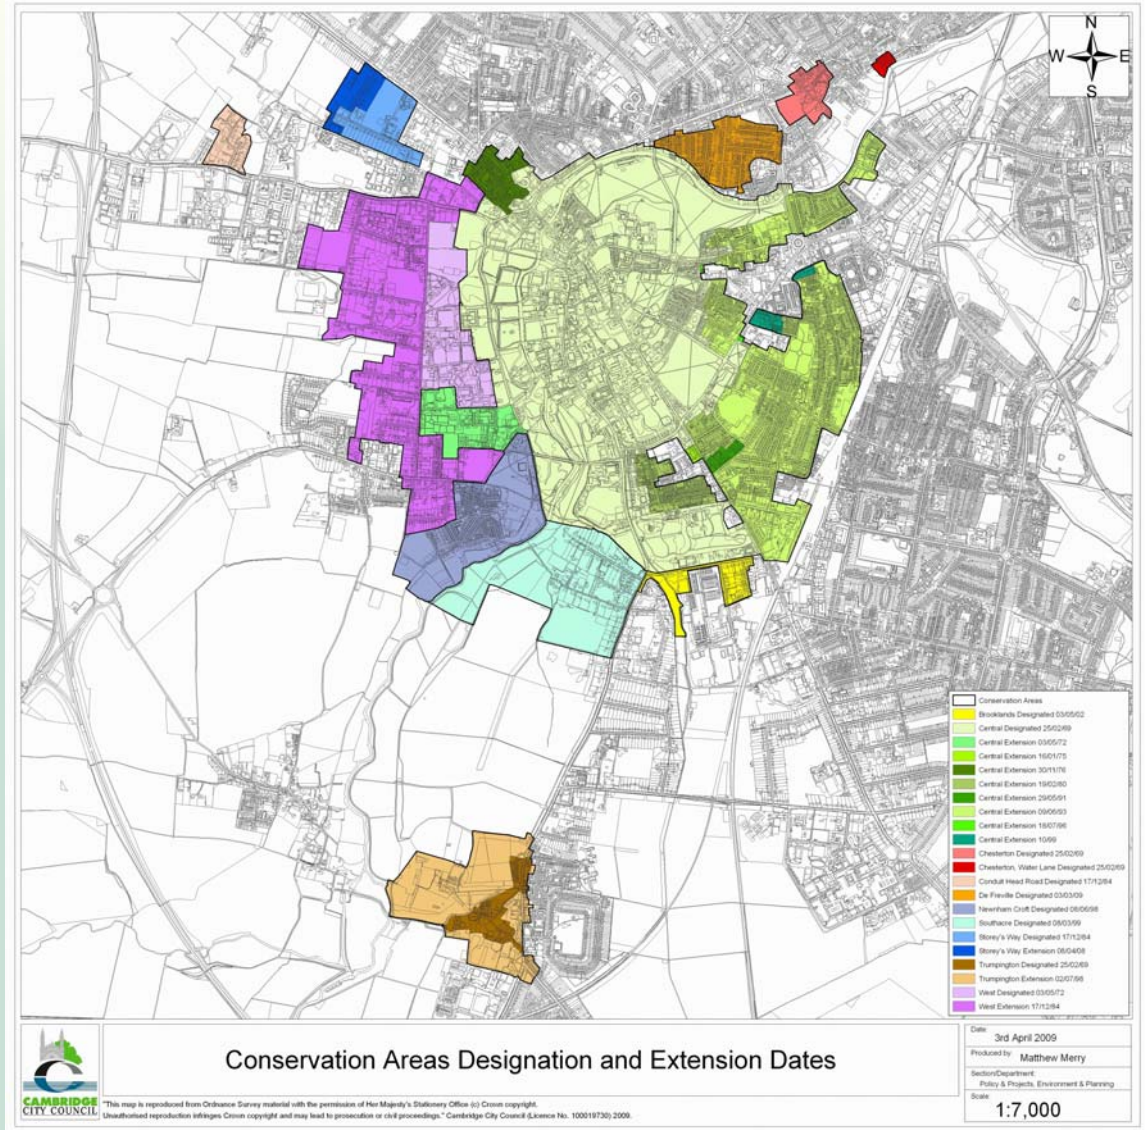 N
W E
S
Conservation Areas
Brooklands Designated 03/05/02
Central Designated 25/02/69
Central Extension 03/05/72
Central Extension 16/01/75
Central Extension 30/11/76
Central Extension 19/02/80
Central Extension 29/05/91
Central Extension 09/06/93
Central Extension 18/07/96
Central Extension 10/99
Chesterton Designated 25/02/69
Chesterton, Water Lane Designated 25/02/69
Conduit Head Road Designated 17/12/84
De Freville Designated 03/03/09
Newnham Croft Designated 08/06/98
Southacre Designated 08/03/99
Storey's Way Designated 17/12/84
Storey's Way Extension 08/04/08
Trumpington Designated 25/02/69
Trumpington Extension 02/07/98
West Designated 03/05/72
West Extension 17/12/84
CAMBRIDGE
CITY COUNCIL
Conservation Areas Designation and Extension Dates
"This map is reproduced from Ordnance Survey material with the permission of Her Majesty's Stationery Office (c) Crown copyright.
Unauthorised reproduction infringes Crown copyright and may lead to prosecution or civil proceedings." Cambridge City Council (Licence No. 100019730) 2009.
Date:
3rd April 2009
Produced by: Matthew Merry
Section/Department:
Policy & Projects, Environment & Planning
Scale:
1:7,000